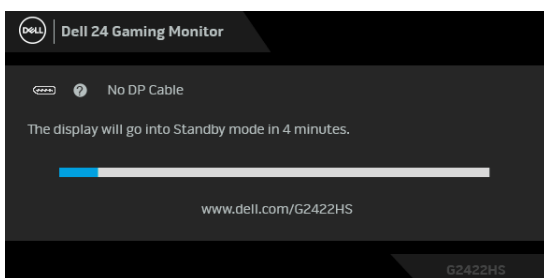 DELL
Dell 24 Gaming Monitor
? No DP Cable
The display will go into Standby mode in 4 minutes.
www.dell.com/G2422HS
G2422HS